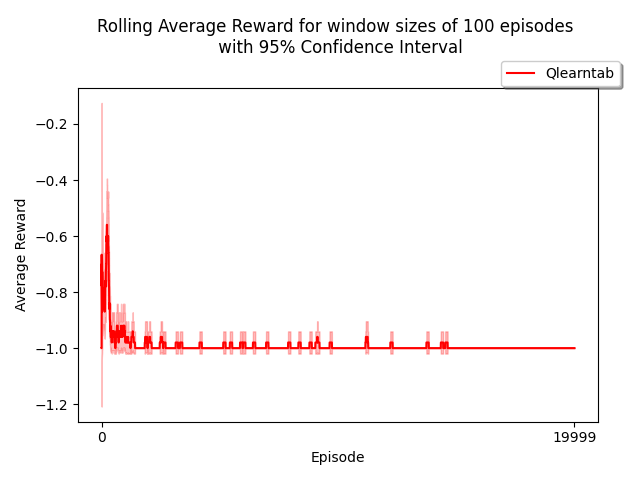 Rolling Average Reward for window sizes of 100 episodes
with 95% Confidence Interval
Qlearntab
−0.2
−0.4
−0.6
−0.8
−1.0
−1.2
Average Reward
0
19999
Episode